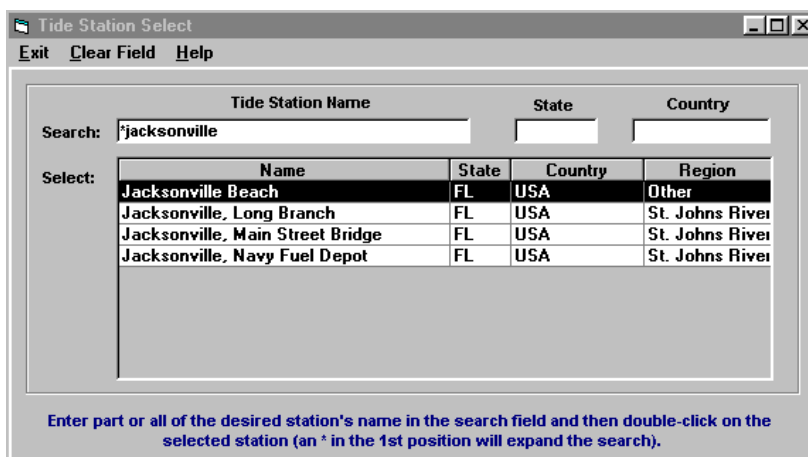 Tide Station Select
Exit Clear Field Help
Tide Station Name State Country
Search: *jacksonville
Select: Name State Country Region
Jacksonville Beach FL USA Other
Jacksonville, Long Branch FL USA St. Johns River
Jacksonville, Main Street Bridge FL USA St. Johns River
Jacksonville, Navy Fuel Depot FL USA St. Johns River
Enter part or all of the desired station's name in the search field and then double-click on the
selected station (an * in the 1st position will expand the search).